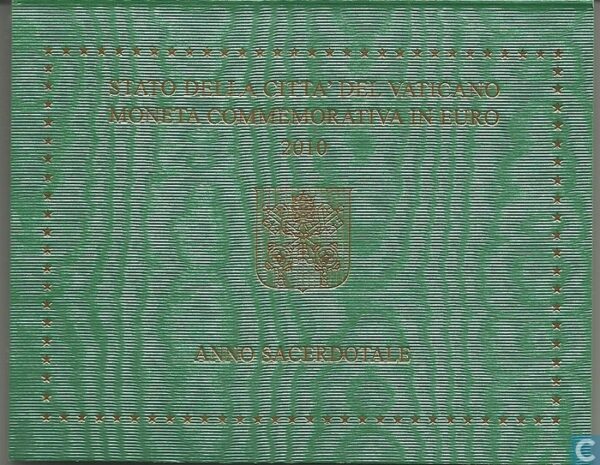 STATO DELLA CITTA' DEL VATICANO
MONETA COMMEMORATIVA IN EURO
2010
ANNO SACERDOTALE
C